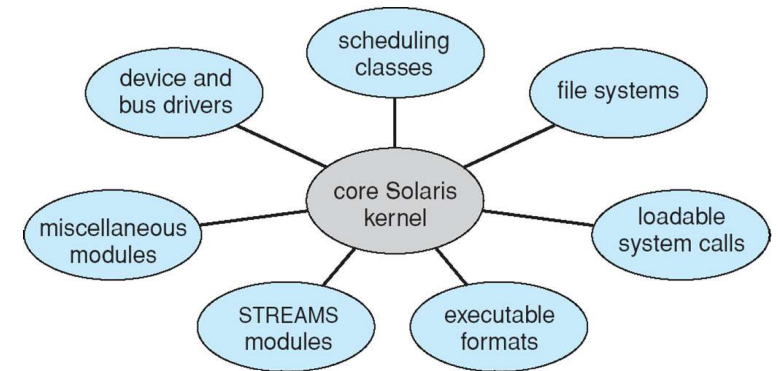 scheduling
classes
device and
bus drivers
file systems
core Solaris
kernel
miscellaneous
modules
loadable
system calls
STREAMS
modules
executable
formats